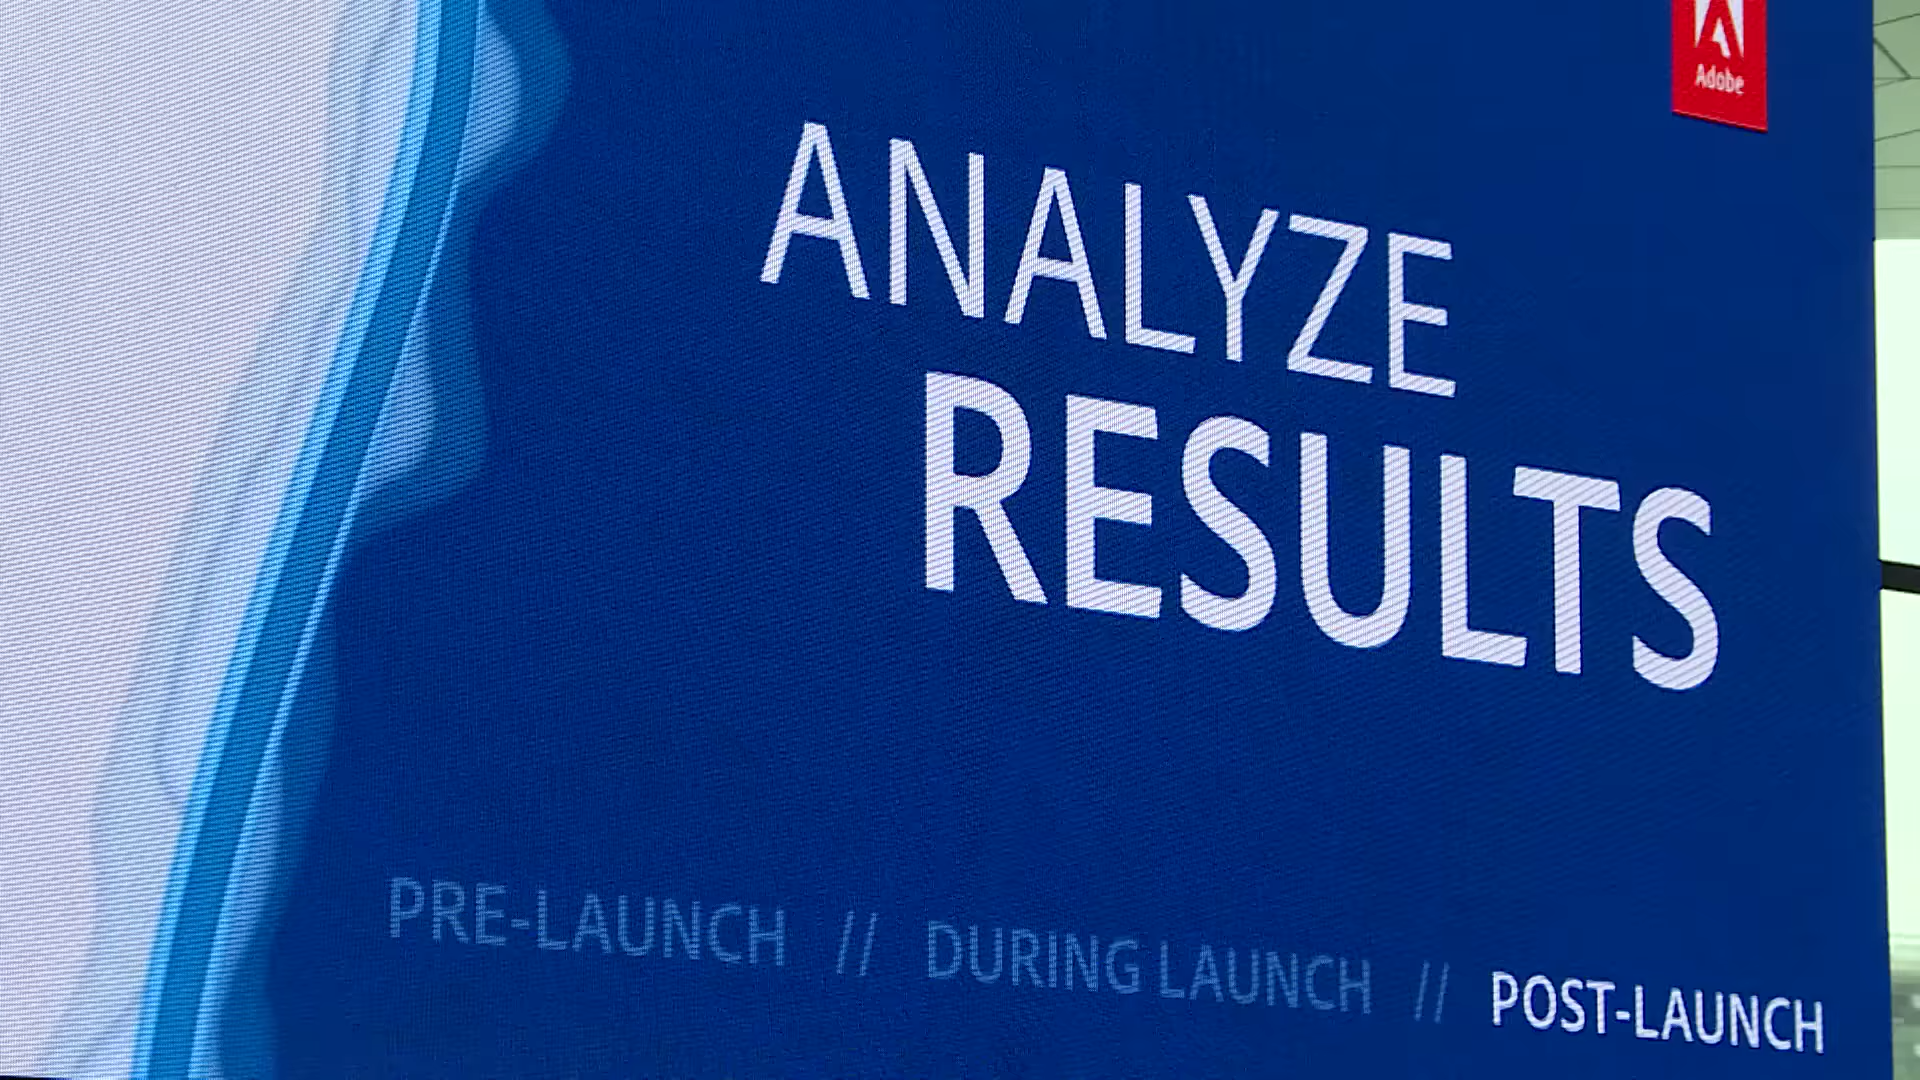 Adobe
ANALYZE
RESULTS
PRE-LAUNCH // DURING LAUNCH // POST-LAUNCH